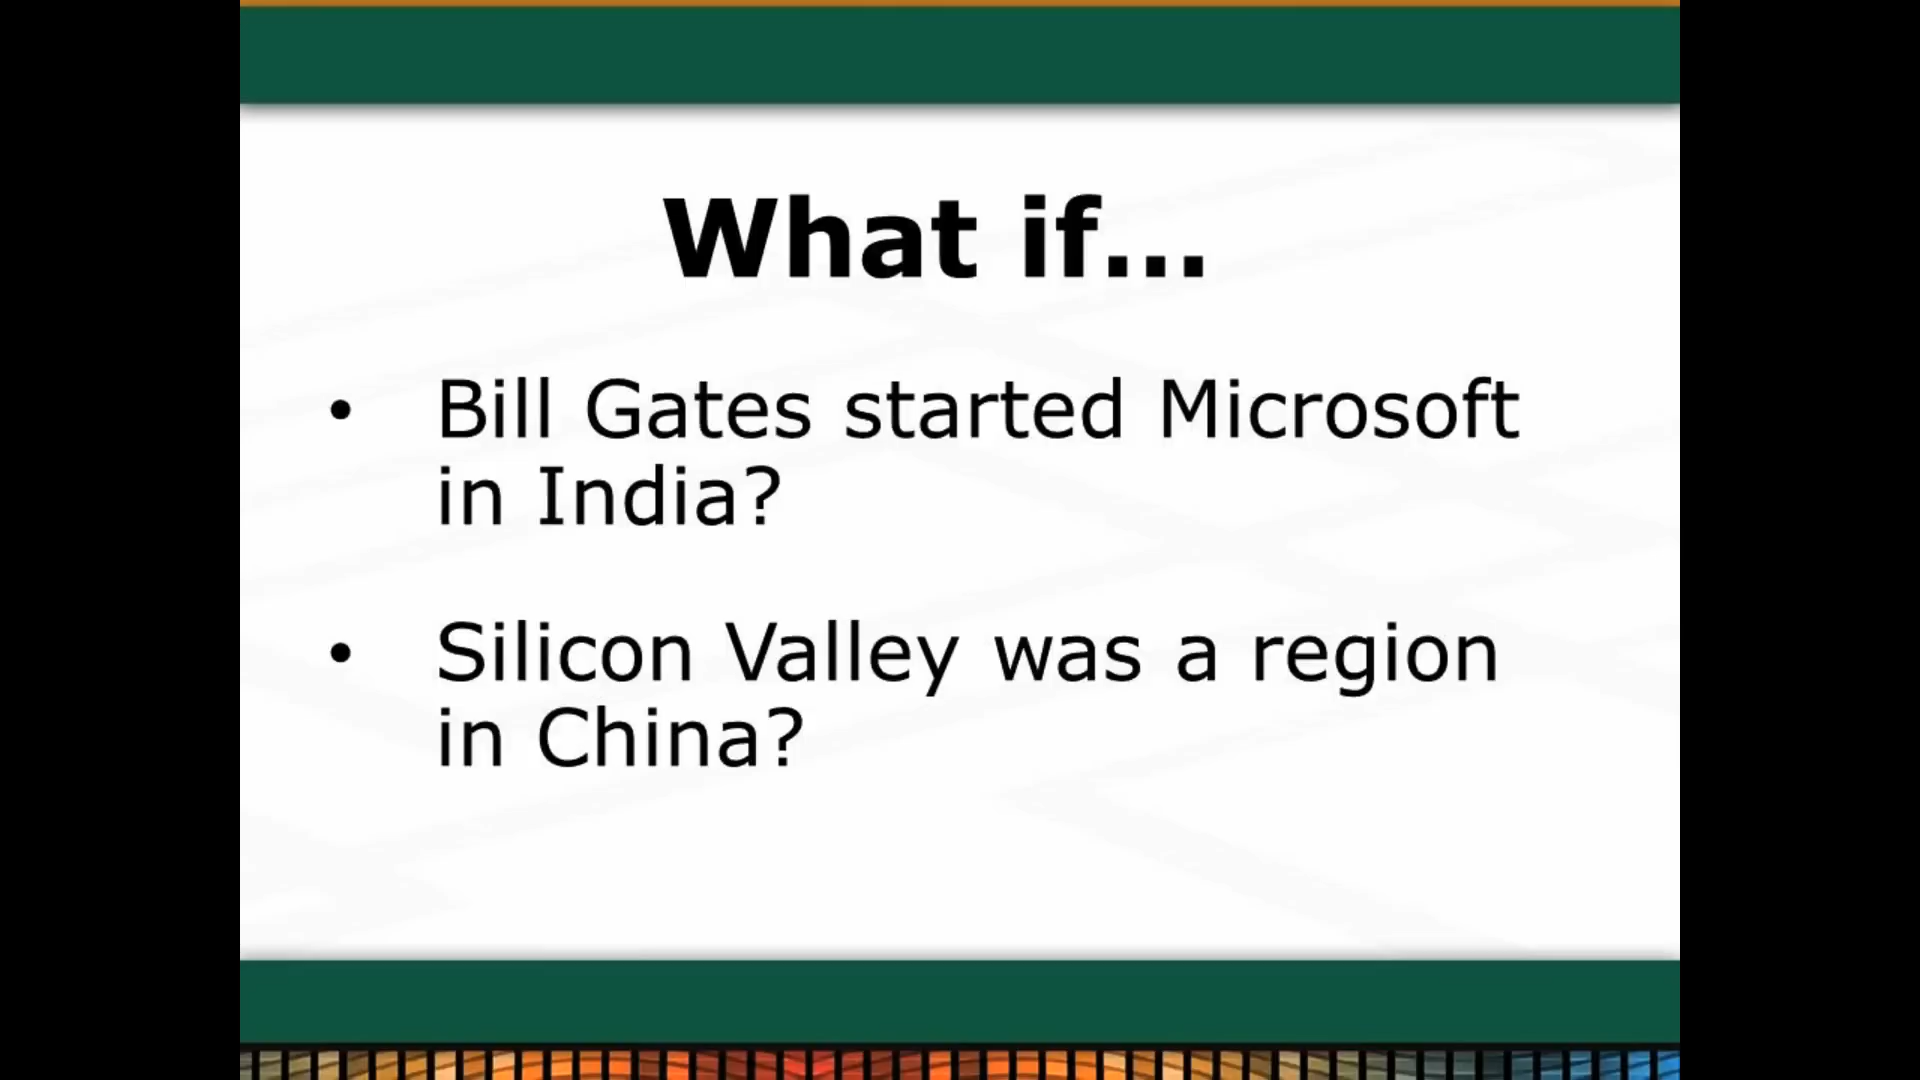 What if...
• Bill Gates started Microsoft
in India?
• Silicon Valley was a region
in China?